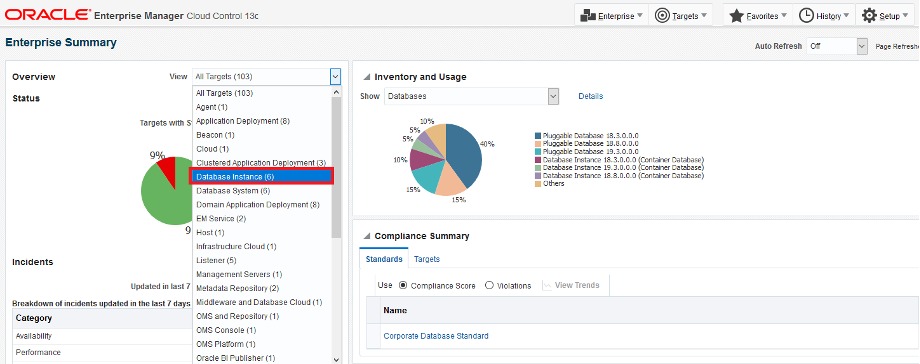 ORACLE Enterprise Manager Cloud Control 13c
Enterprise Targets Favorites History Setup
Enterprise Summary
Auto Refresh Off Page Refreshe
Overview View All Targets (103)
Status
Targets with S
9%
9
All Targets (103)
Agent (1)
Application Deployment (8)
Beacon (1)
Cloud (1)
Clustered Application Deployment (3)
Database Instance (6)
Database System (6)
Domain Application Deployment (8)
EM Service (2)
Host (1)
Infrastructure Cloud (1)
Listener (5)
Management Servers (1)
Metadata Repository (2)
Middleware and Database Cloud (1)
OMS and Repository (1)
OMS Console (1)
OMS Platform (1)
Oracle BI Publisher (1)
Incidents
Updated in last 7
Breakdown of incidents updated in the last 7 days
Category
Availability
Performance
Inventory and Usage
Show Databases Details
10%
5%
5%
10%
15%
15%
40%
Pluggable Database 18.3.0.0.0
Pluggable Database 18.8.0.0.0
Pluggable Database 19.3.0.0.0
Database Instance 18.3.0.0.0 (Container Database)
Database Instance 19.3.0.0.0 (Container Database)
Database Instance 18.8.0.0.0 (Container Database)
Others
Compliance Summary
Standards Targets
Use Compliance Score Violations View Trends
Name
Corporate Database Standard